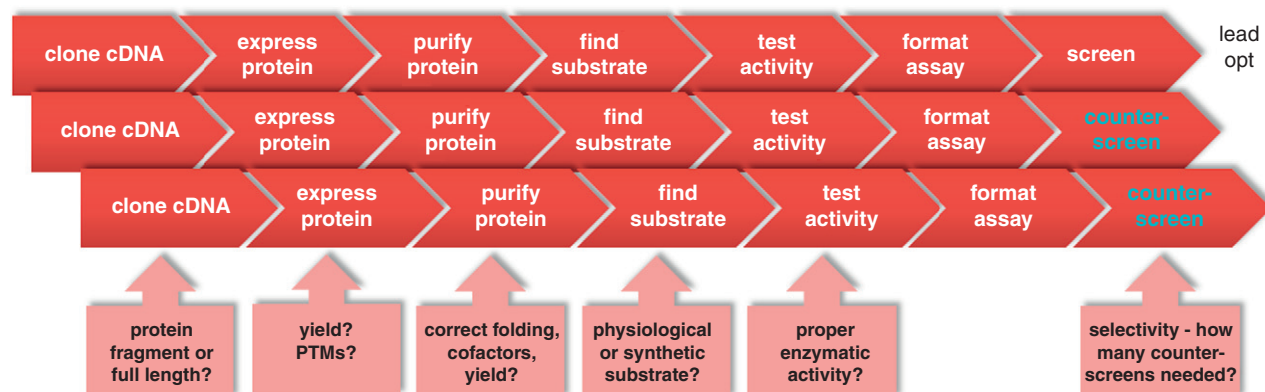 clone cDNA
express
protein
purify
protein
find
substrate
test
activity
format
assay
screen
lead
opt
clone cDNA
express
protein
purify
protein
find
substrate
test
activity
format
assay
counter-
screen
clone cDNA
express
protein
purify
protein
find
substrate
test
activity
format
assay
counter-
screen
protein
fragment or
full length?
yield?
PTMs?
correct folding,
cofactors,
yield?
physiological
or synthetic
substrate?
proper
enzymatic
activity?
selectivity - how
many counter-
screens needed?